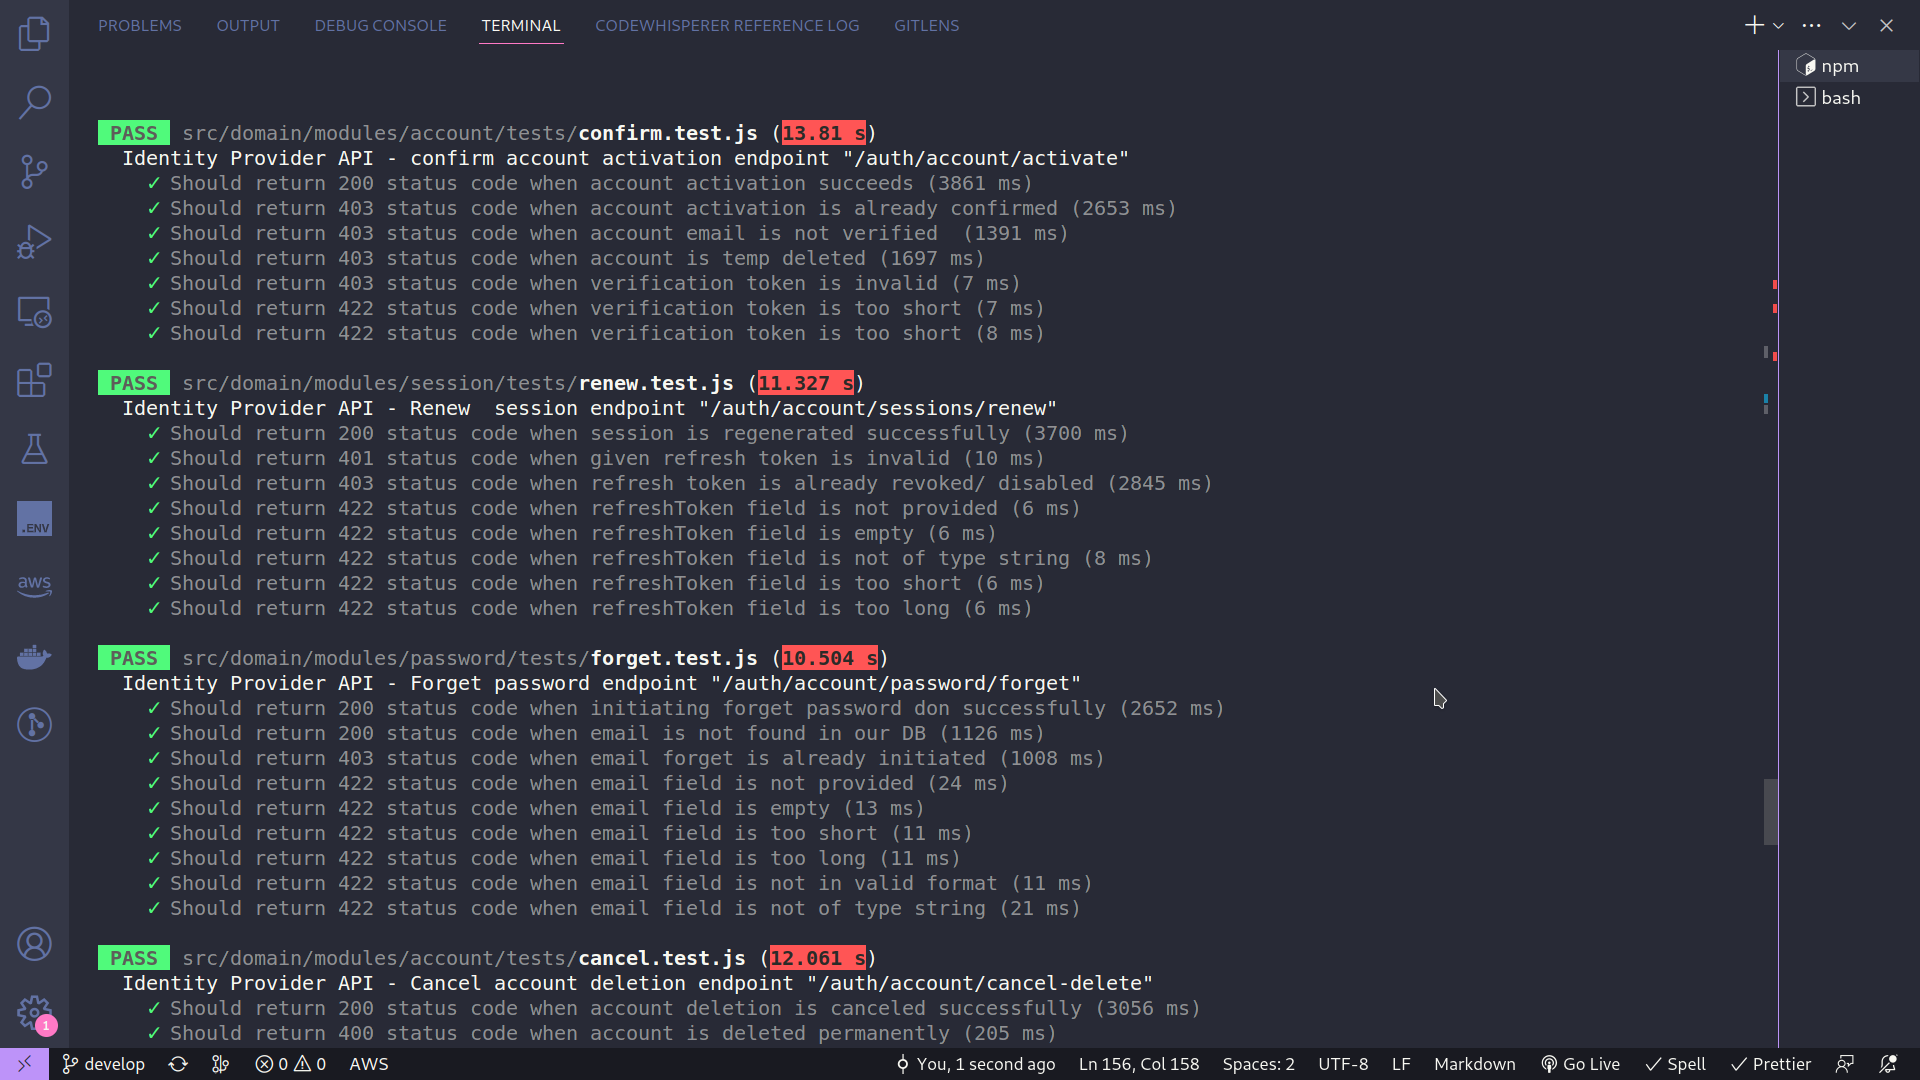 PROBLEMS OUTPUT DEBUG CONSOLE TERMINAL CODEWHISPERER REFERENCE LOG GITLENS
npm
bash
PASS src/domain/modules/account/tests/confirm.test.js (13.81 s)
Identity Provider API - confirm account activation endpoint "/auth/account/activate"
✓ Should return 200 status code when account activation succeeds (3861 ms)
✓ Should return 403 status code when account activation is already confirmed (2653 ms)
✓ Should return 403 status code when account email is not verified  (1391 ms)
✓ Should return 403 status code when account is temp deleted (1697 ms)
✓ Should return 403 status code when verification token is invalid (7 ms)
✓ Should return 422 status code when verification token is too short (7 ms)
✓ Should return 422 status code when verification token is too short (8 ms)
PASS src/domain/modules/session/tests/renew.test.js (11.327 s)
Identity Provider API - Renew  session endpoint "/auth/account/sessions/renew"
✓ Should return 200 status code when session is regenerated successfully (3700 ms)
✓ Should return 401 status code when given refresh token is invalid (10 ms)
✓ Should return 403 status code when refresh token is already revoked/ disabled (2845 ms)
✓ Should return 422 status code when refreshToken field is not provided (6 ms)
✓ Should return 422 status code when refreshToken field is empty (6 ms)
✓ Should return 422 status code when refreshToken field is not of type string (8 ms)
✓ Should return 422 status code when refreshToken field is too short (6 ms)
✓ Should return 422 status code when refreshToken field is too long (6 ms)
PASS src/domain/modules/password/tests/forget.test.js (10.504 s)
Identity Provider API - Forget password endpoint "/auth/account/password/forget"
✓ Should return 200 status code when initiating forget password don successfully (2652 ms)
✓ Should return 200 status code when email is not found in our DB (1126 ms)
✓ Should return 403 status code when email forget is already initiated (1008 ms)
✓ Should return 422 status code when email field is not provided (24 ms)
✓ Should return 422 status code when email field is empty (13 ms)
✓ Should return 422 status code when email field is too short (11 ms)
✓ Should return 422 status code when email field is too long (11 ms)
✓ Should return 422 status code when email field is not in valid format (11 ms)
✓ Should return 422 status code when email field is not of type string (21 ms)
PASS src/domain/modules/account/tests/cancel.test.js (12.061 s)
Identity Provider API - Cancel account deletion endpoint "/auth/account/cancel-delete"
✓ Should return 200 status code when account deletion is canceled successfully (3056 ms)
✓ Should return 400 status code when account is deleted permanently (205 ms)
.ENV
aws
1
develop 0 0 AWS You, 1 second ago Ln 156, Col 158 Spaces: 2 UTF-8 LF Markdown Go Live Spell Prettier